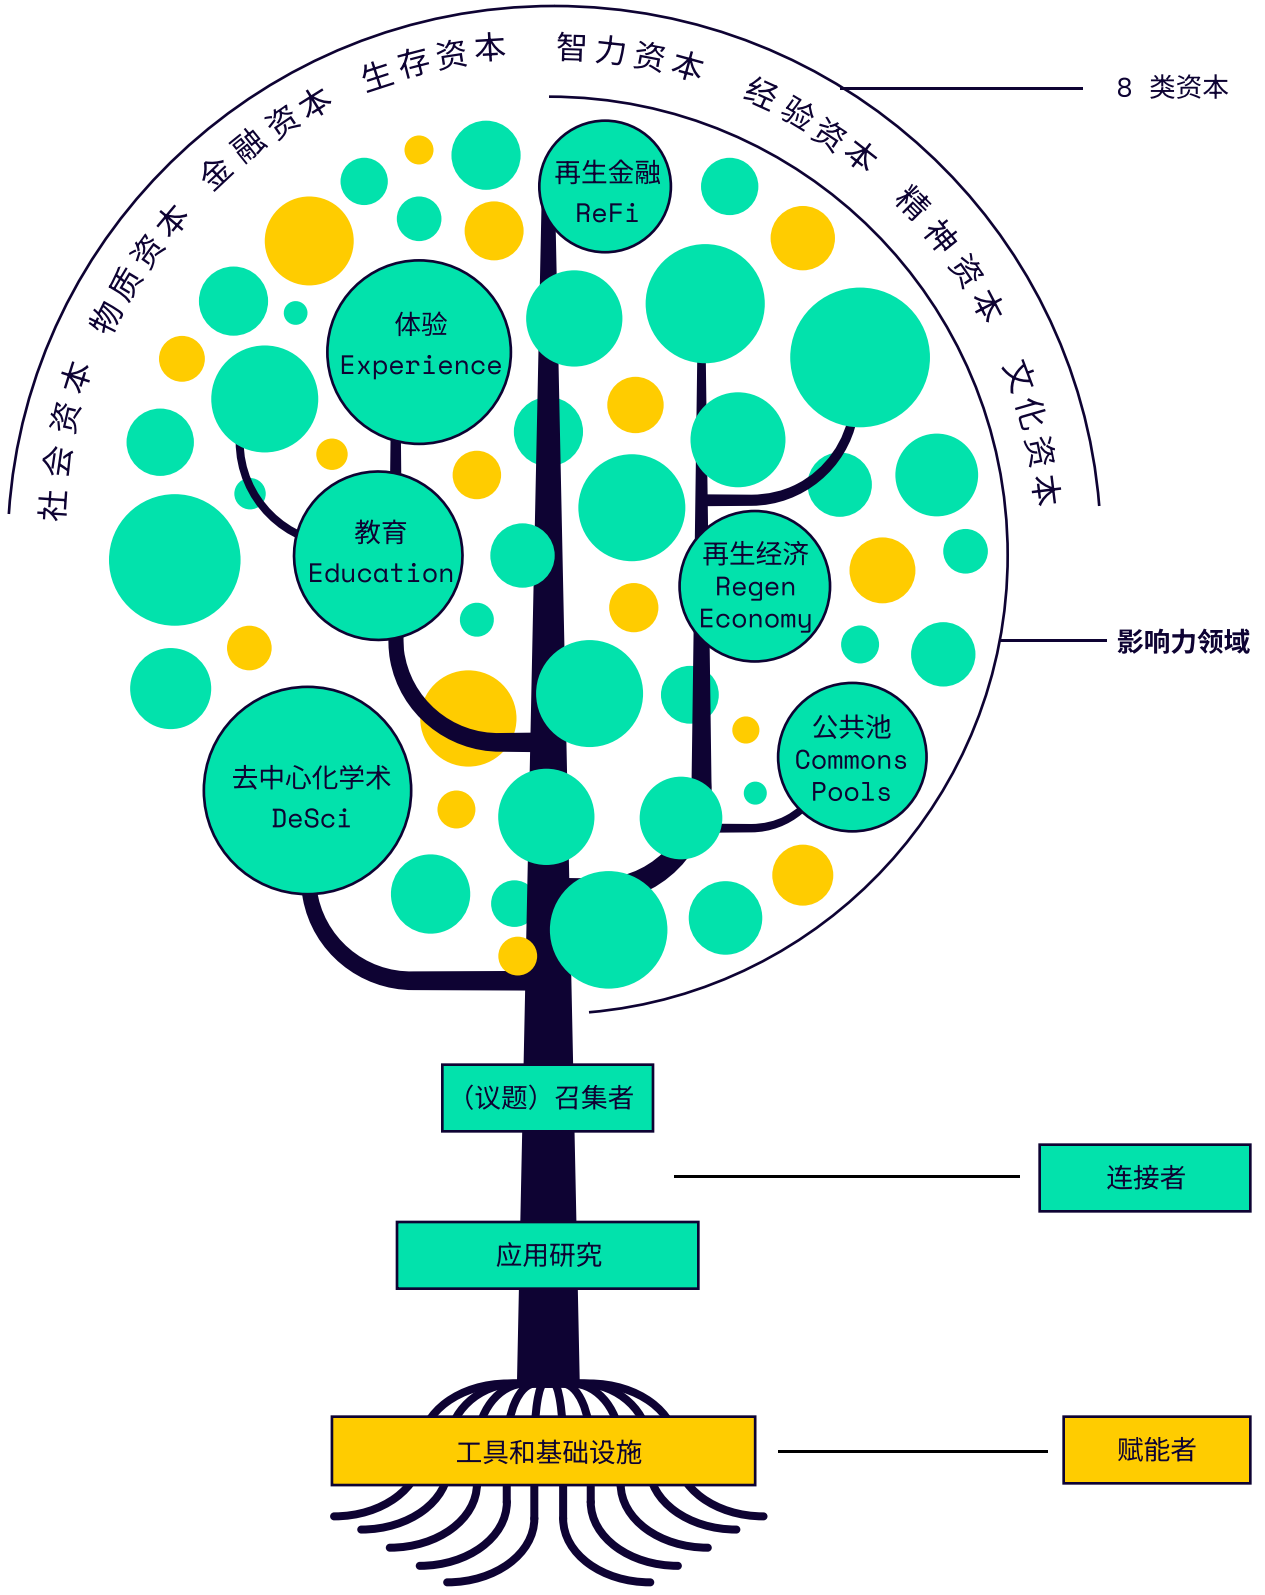 社会资本
物质资本
金融资本
生存资本
智力资本
经验资本
精神资本
文化资本
8 类资本
再生金融
ReFi
体验
Experience
教育
Education
再生经济
Regen
Economy
影响力领域
公共池
Commons
Pools
去中心化学术
DeSci
（议题）召集者
连接者
应用研究
工具和基础设施
赋能者